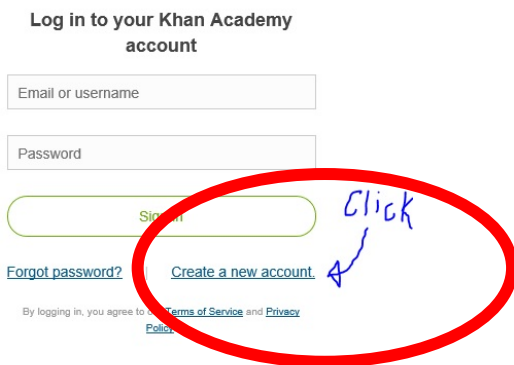 Log in to your Khan Academy
account
Email or username
Password
Sign in
Click
Forgot password? | Create a new account.
By logging in, you agree to our Terms of Service and Privacy
Policy